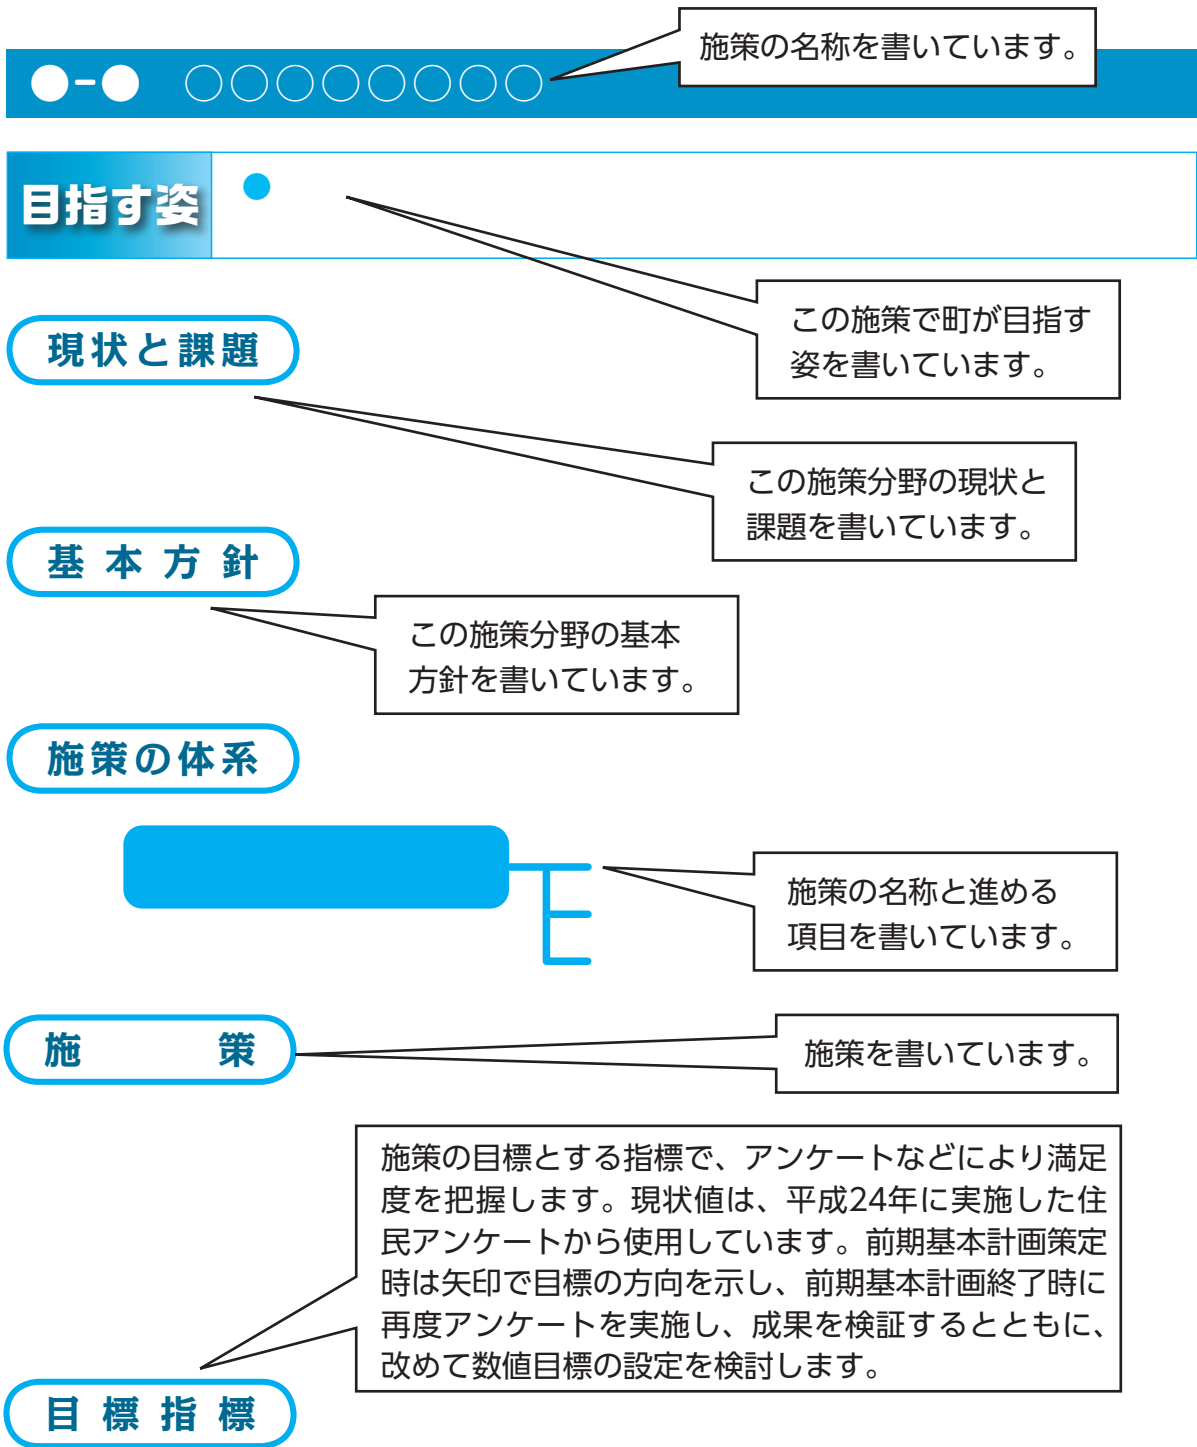 施策の名称を書いています。
●-● ○○○○○○○○
目指す姿
●
この施策で町が目指す
姿を書いています。
現状と課題
この施策分野の現状と
課題を書いています。
基本方針
この施策分野の基本
方針を書いています。
施策の体系
施策の名称と進める
項目を書いています。
施策
施策を書いています。
施策の目標とする指標で、アンケートなどにより満足
度を把握します。現状値は、平成24年に実施した住
民アンケートから使用しています。前期基本計画策定
時は矢印で目標の方向を示し、前期基本計画終了時に
再度アンケートを実施し、成果を検証するとともに、
改めて数値目標の設定を検討します。
目標指標